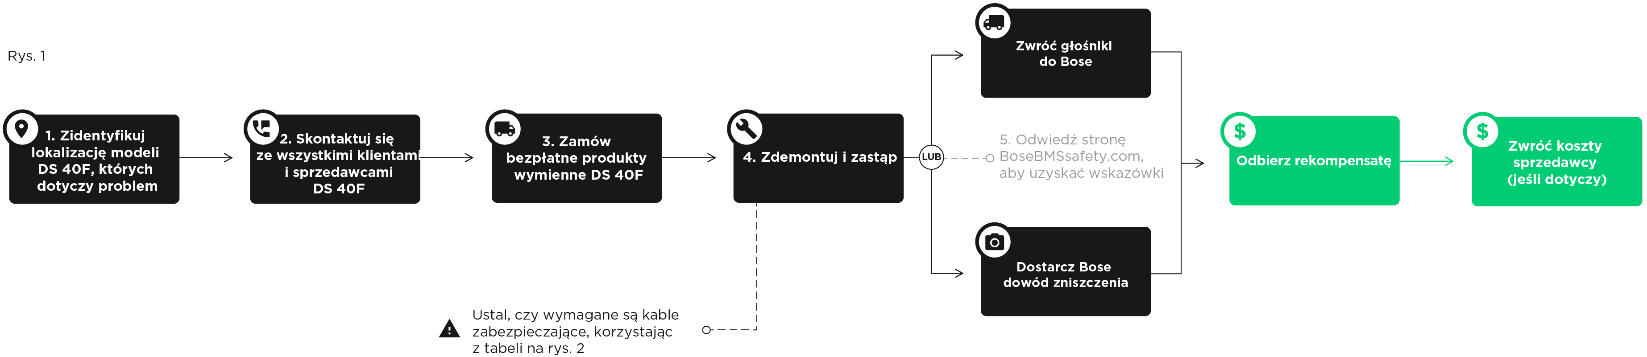 Rys. 1
1. Zidentyfikuj
lokalizację modeli
DS 40F, których
dotyczy problem
2. Skontaktuj się
ze wszystkimi klientami
i sprzedawcami
DS 40F
3. Zamów
bezpłatne produkty
wymienne DS 40F
4. Zdemontuj i zastąp
Ustal, czy wymagane są kable
zabezpieczające, korzystając
z tabeli na rys. 2
LUB
Zwróć głośniki
do Bose
5. Odwiedź stronę
BoseBMSsafety.com,
aby uzyskać wskazówki
Dostarcz Bose
dowód zniszczenia
$
Odbierz rekompensatę
$
Zwróć koszty
sprzedawcy
(jeśli dotyczy)